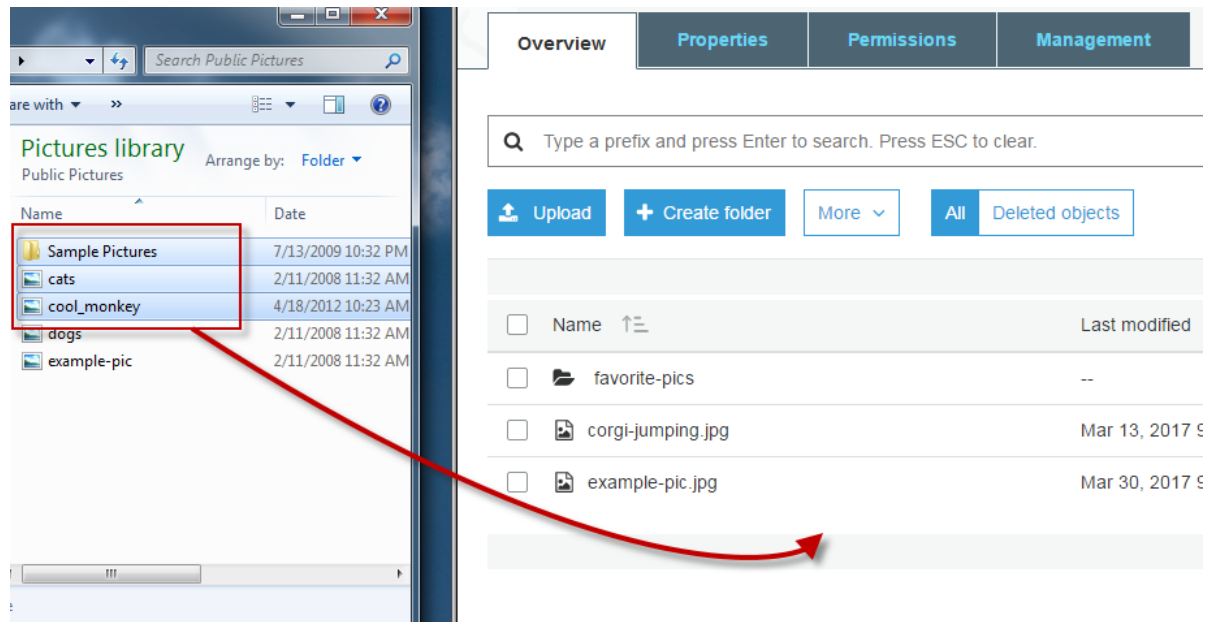 Search Public Pictures
are with
»
Pictures library
Public Pictures
Arrange by: Folder
Name Date
Sample Pictures 7/13/2009 10:32 PM
cats 2/11/2008 11:32 AM
cool_monkey 4/18/2012 10:23 AM
dogs 2/11/2008 11:32 AM
example-pic 2/11/2008 11:32 AM
Overview Properties Permissions Management
Type a prefix and press Enter to search. Press ESC to clear.
Upload + Create folder More All Deleted objects
Name Last modified
favorite-pics --
corgi-jumping.jpg Mar 13, 2017 9
example-pic.jpg Mar 30, 2017 9